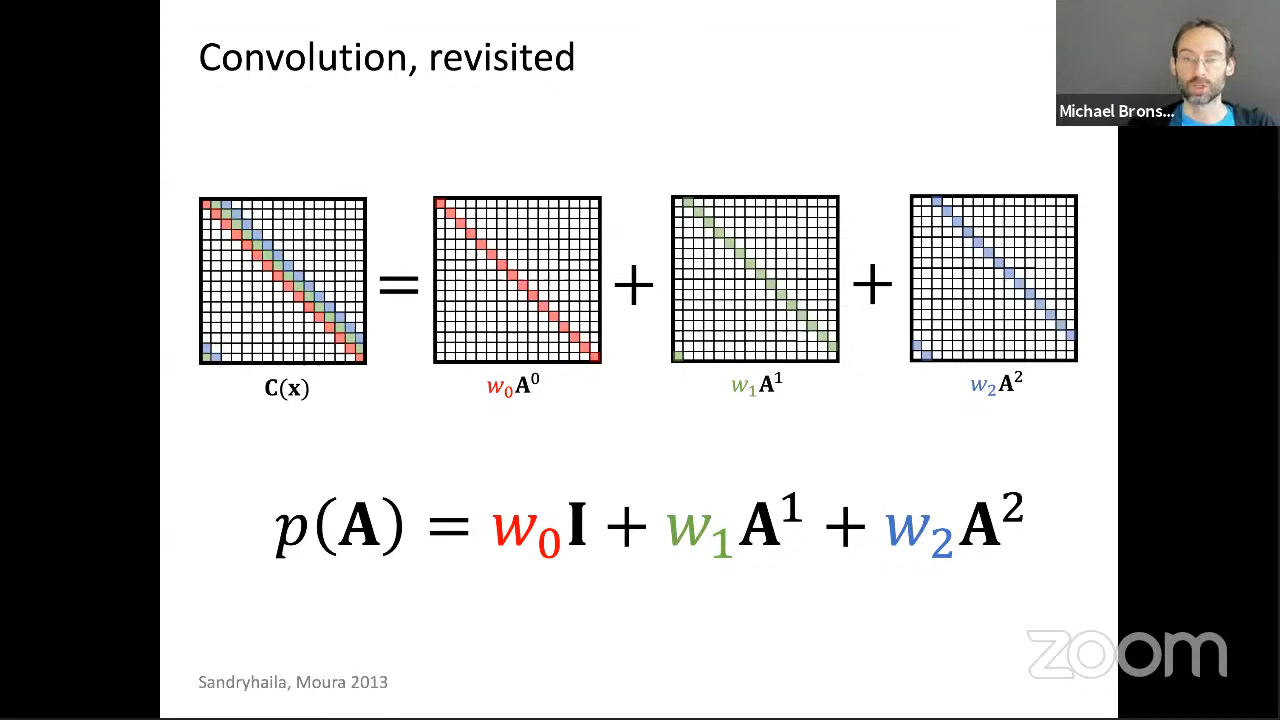 Convolution, revisited
Michael Brons...
=
+
+
C(x)
w₀A⁰
w₁A¹
w₂A²
p(A) = w₀I + w₁A¹ + w₂A²
zoom
Sandryhaila, Moura 2013